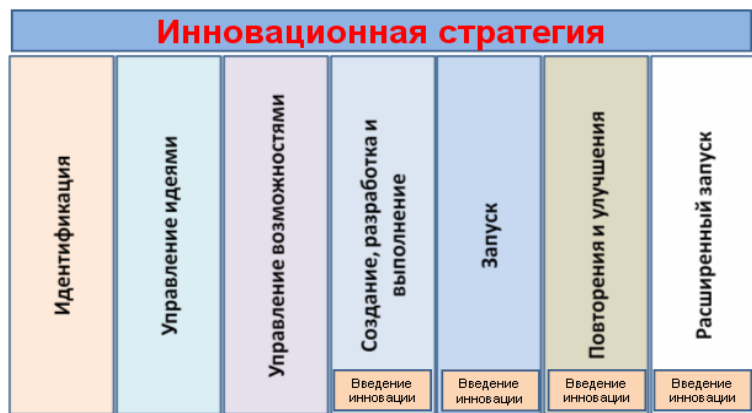 Инновационная стратегия
Идентификация
Управление идеями
Управление возможностями
Создание, разработка и
выполнение
Запуск
Повторения и улучшения
Расширенный запуск
Введение
инновации
Введение
инновации
Введение
инновации
Введение
инновации